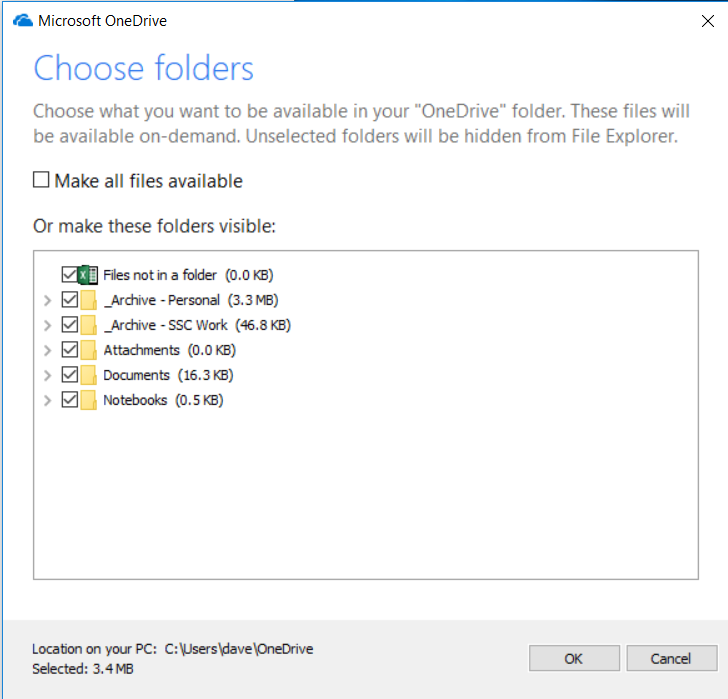 Microsoft OneDrive
Choose folders
Choose what you want to be available in your "OneDrive" folder. These files will
be available on-demand. Unselected folders will be hidden from File Explorer.
Make all files available
Or make these folders visible:
Files not in a folder (0.0 KB)
_Archive - Personal (3.3 MB)
_Archive - SSC Work (46.8 KB)
Attachments (0.0 KB)
Documents (16.3 KB)
Notebooks (0.5 KB)
Location on your PC: C:\Users\dave\OneDrive
Selected: 3.4 MB
OK
Cancel